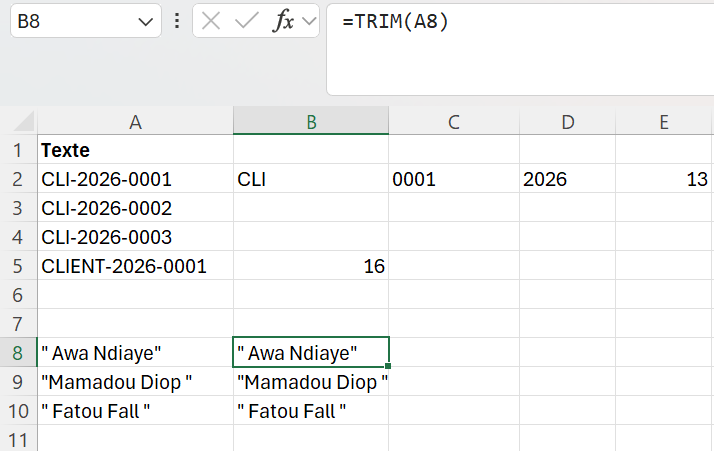 B8 fx =TRIM(A8)
A B C D E
1 Texte
2 CLI-2026-0001 CLI 0001 2026 13
3 CLI-2026-0002
4 CLI-2026-0003
5 CLIENT-2026-0001 16
6
7
8 " Awa Ndiaye" " Awa Ndiaye"
9 "Mamadou Diop " "Mamadou Diop "
10 " Fatou Fall " " Fatou Fall "
11